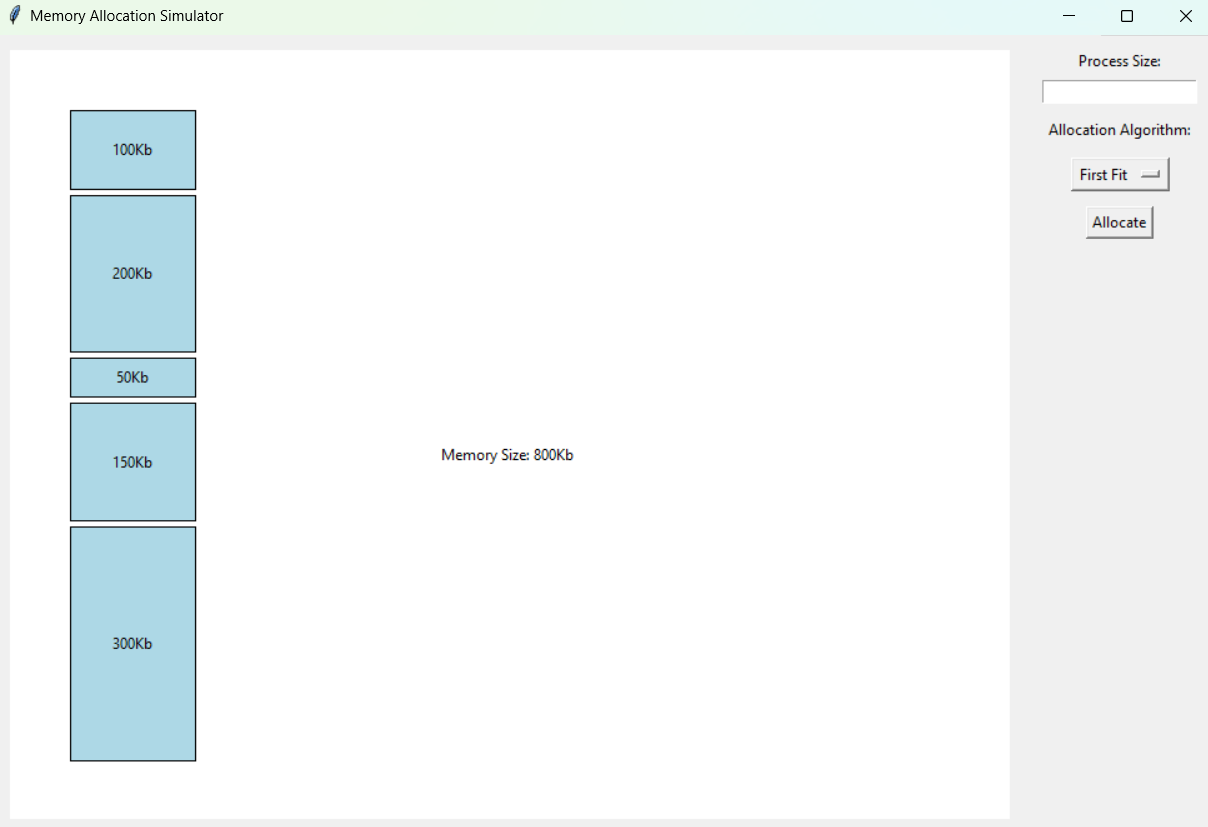 Memory Allocation Simulator
Process Size:
Allocation Algorithm:
First Fit
Allocate
100Kb
200Kb
50Kb
150Kb
Memory Size: 800Kb
300Kb